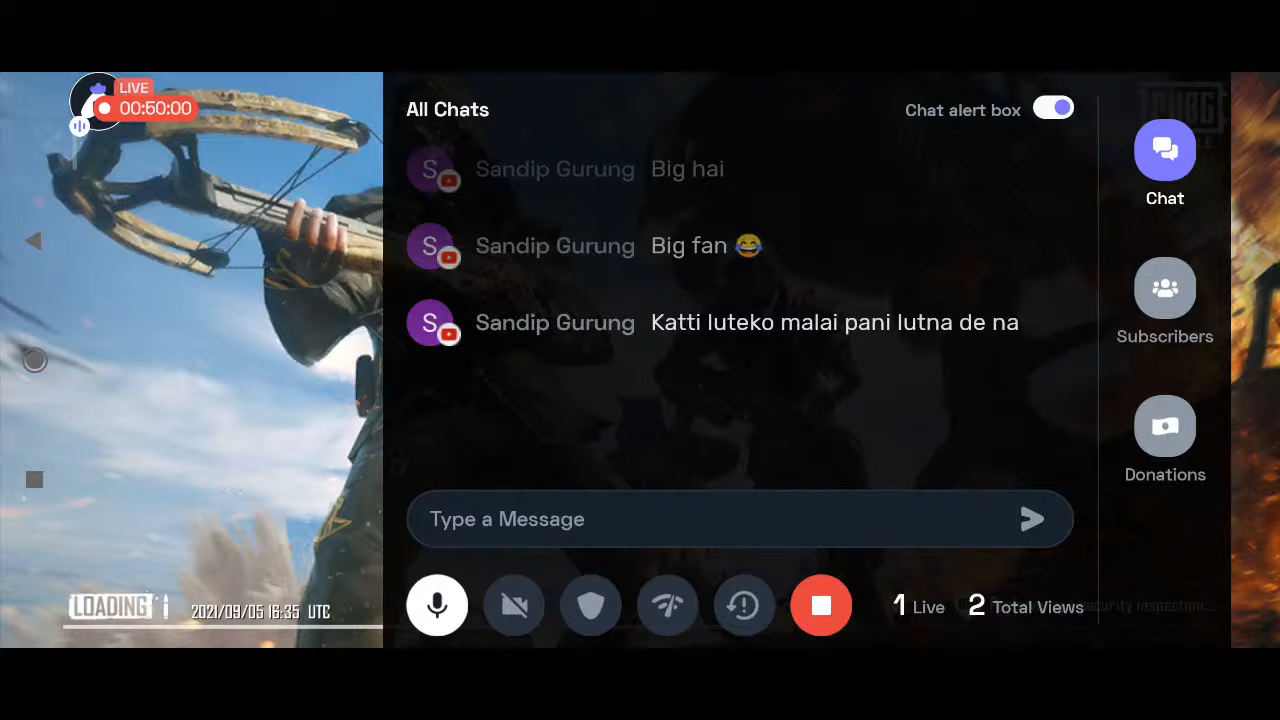 LIVE
00:50:00
All Chats
Chat alert box
S Sandip Gurung Big hai
S Sandip Gurung Big fan 😂
S Sandip Gurung Katti luteko malai pani lutna de na
Chat
Subscribers
Donations
Type a Message
LOADING
2021/09/05 16:35 UTC
1 Live 2 Total Views
security inspection...